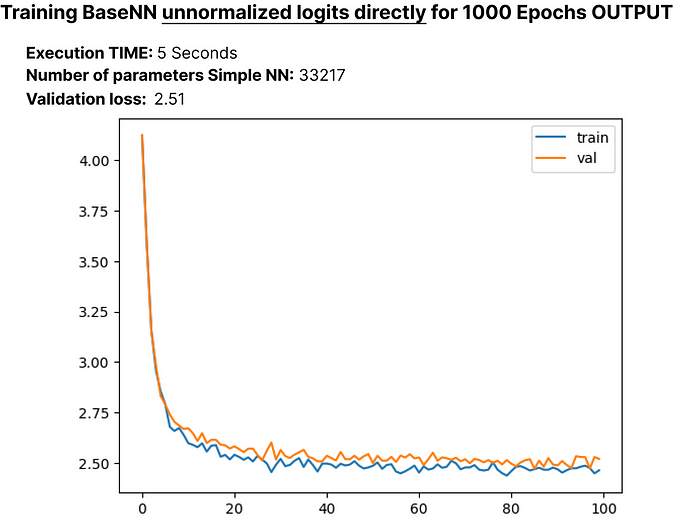 Training BaseNN unnormalized logits directly for 1000 Epochs OUTPUT
Execution TIME: 5 Seconds
Number of parameters Simple NN: 33217
Validation loss: 2.51
train
val
4.00
3.75
3.50
3.25
3.00
2.75
2.50
0 20 40 60 80 100